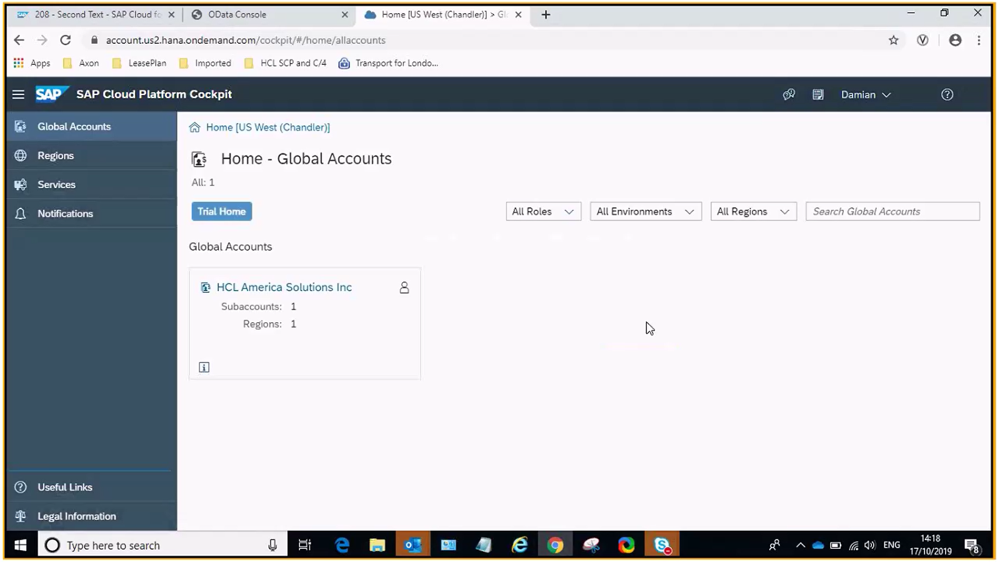 208 - Second Text - SAP Cloud fo
OData Console
Home [US West (Chandler)] > Gl
account.us2.hana.ondemand.com/cockpit/#/home/allaccounts
Apps
Axon
LeasePlan
Imported
HCL SCP and C/4
Transport for Londo...
SAP
SAP Cloud Platform Cockpit
Damian
Global Accounts
Regions
Services
Notifications
Useful Links
Legal Information
Home [US West (Chandler)]
Home - Global Accounts
All: 1
Trial Home
All Roles
All Environments
All Regions
Search Global Accounts
Global Accounts
HCL America Solutions Inc
Subaccounts: 1
Regions: 1
Type here to search
ENG
14:18
17/10/2019
8